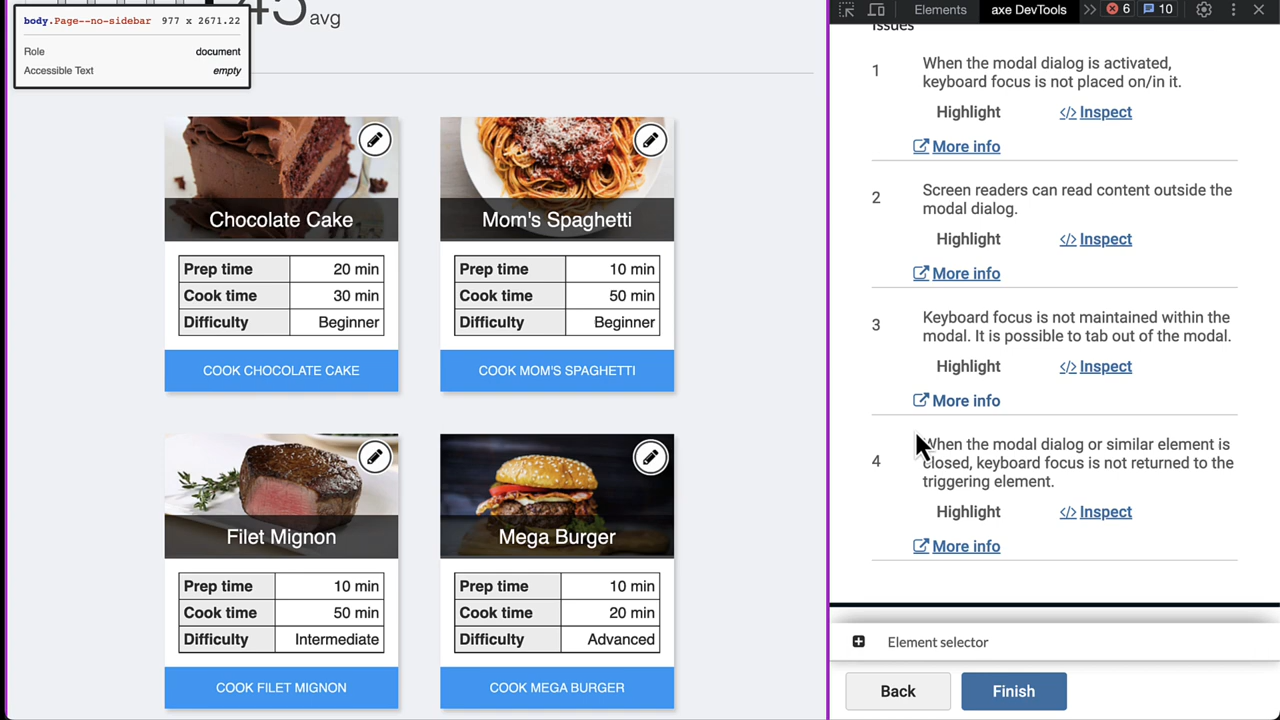 45 avg
body.Page--no-sidebar 977 x 2671.22
Role document
Accessible Text empty
Chocolate Cake
Prep time 20 min
Cook time 30 min
Difficulty Beginner
COOK CHOCOLATE CAKE
Mom's Spaghetti
Prep time 10 min
Cook time 50 min
Difficulty Beginner
COOK MOM'S SPAGHETTI
Filet Mignon
Prep time 10 min
Cook time 50 min
Difficulty Intermediate
COOK FILET MIGNON
Mega Burger
Prep time 10 min
Cook time 20 min
Difficulty Advanced
COOK MEGA BURGER
Elements axe DevTools 6 10
Issues
1
When the modal dialog is activated,
keyboard focus is not placed on/in it.
Highlight </> Inspect
More info
2
Screen readers can read content outside the
modal dialog.
Highlight </> Inspect
More info
3
Keyboard focus is not maintained within the
modal. It is possible to tab out of the modal.
Highlight </> Inspect
More info
4
When the modal dialog or similar element is
closed, keyboard focus is not returned to the
triggering element.
Highlight </> Inspect
More info
Element selector
Back Finish